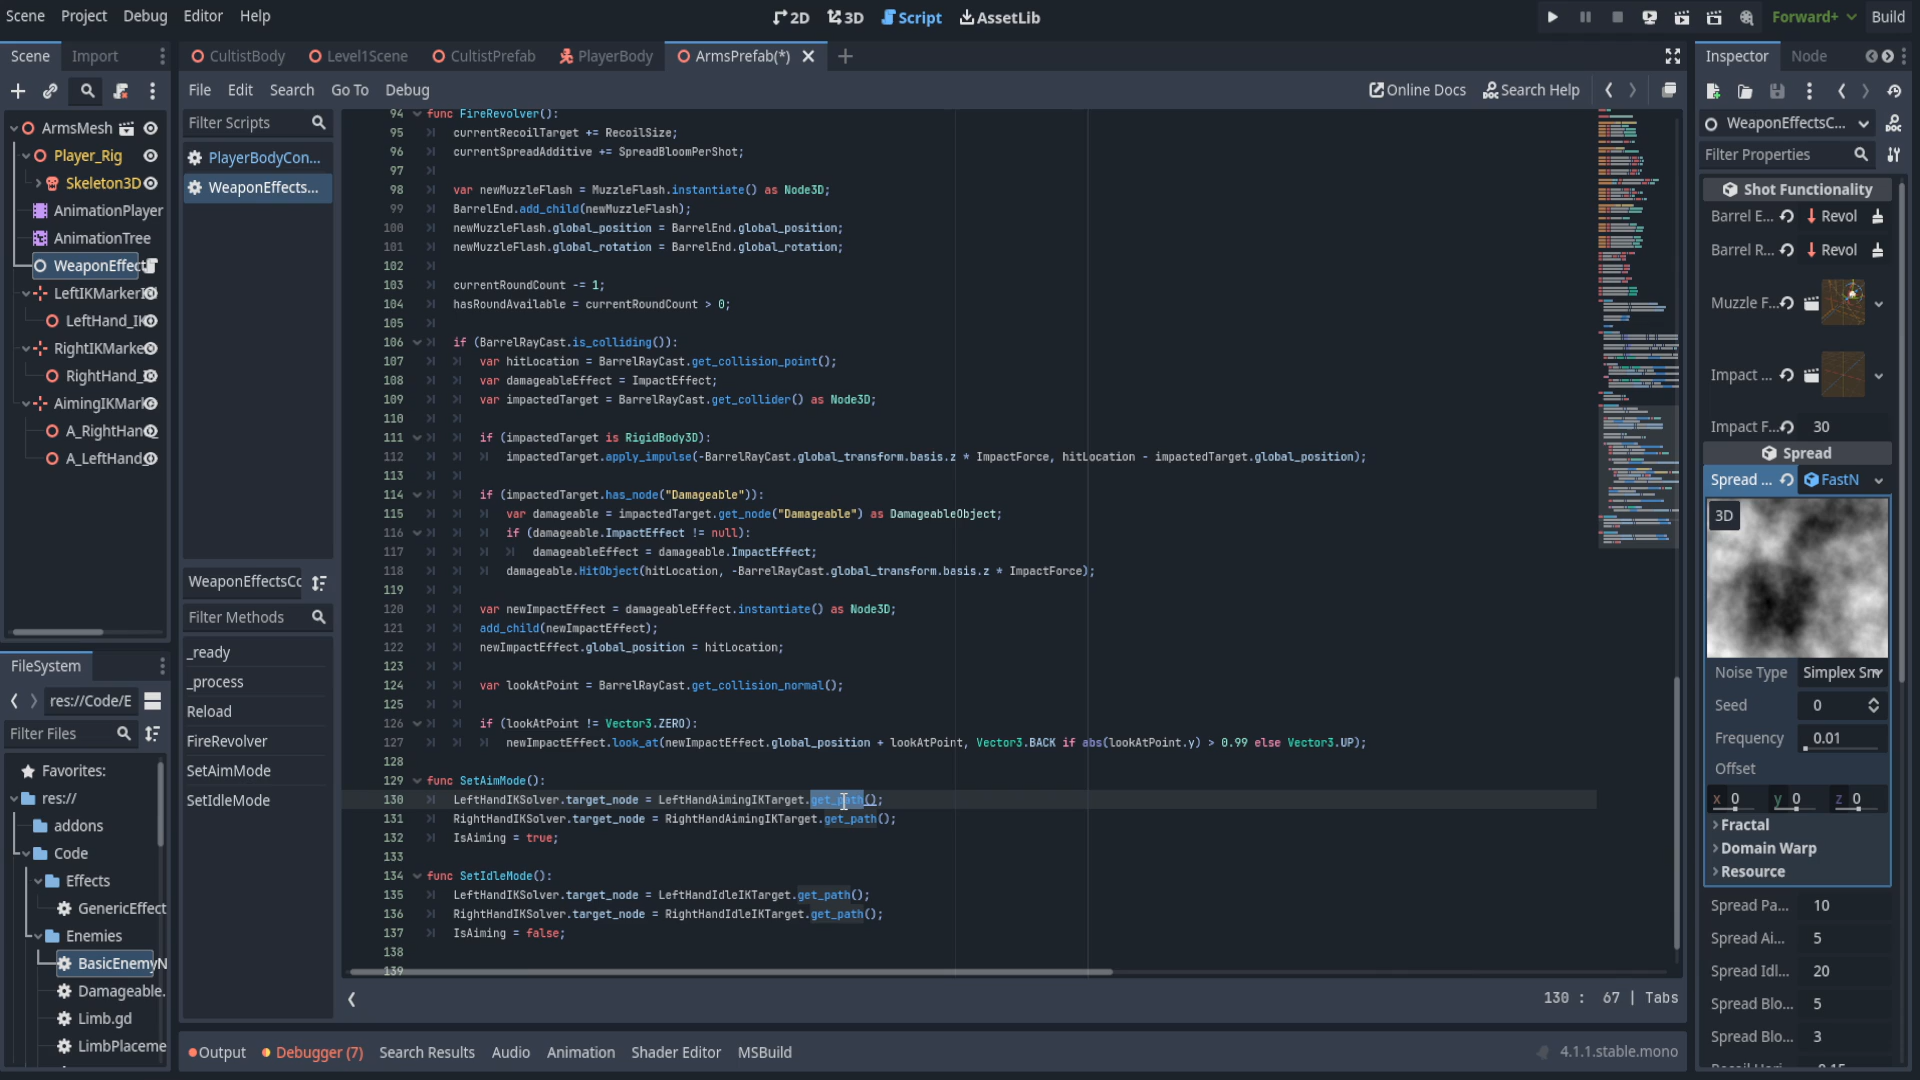 Scene Project Debug Editor Help
2D 3D Script AssetLib
Forward+ Build
Scene Import
CultistBody Level1Scene CultistPrefab PlayerBody ArmsPrefab(*)
Inspector Node
File Edit Search Go To Debug
Online Docs Search Help
ArmsMesh
Player_Rig
Skeleton3D
AnimationPlayer
AnimationTree
WeaponEffect
LeftIKMarker
LeftHand_IK
RightIKMarke
RightHand_
AimingIKMark
A_RightHan
A_LeftHand_
FileSystem
res://Code/E
Filter Files
Favorites:
res://
addons
Code
Effects
GenericEffect
Enemies
BasicEnemyN
Damageable.
Limb.gd
LimbPlaceme
Filter Scripts
PlayerBodyCon...
WeaponEffects...
WeaponEffectsCo
Filter Methods
_ready
_process
Reload
FireRevolver
SetAimMode
SetIdleMode
94 func FireRevolver():
95 currentRecoilTarget += RecoilSize;
96 currentSpreadAdditive += SpreadBloomPerShot;
97
98 var newMuzzleFlash = MuzzleFlash.instantiate() as Node3D;
99 BarrelEnd.add_child(newMuzzleFlash);
100 newMuzzleFlash.global_position = BarrelEnd.global_position;
101 newMuzzleFlash.global_rotation = BarrelEnd.global_rotation;
102
103 currentRoundCount -= 1;
104 hasRoundAvailable = currentRoundCount > 0;
105
106 if (BarrelRayCast.is_colliding()):
107 var hitLocation = BarrelRayCast.get_collision_point();
108 var damageableEffect = ImpactEffect;
109 var impactedTarget = BarrelRayCast.get_collider() as Node3D;
110
111 if (impactedTarget is RigidBody3D):
112 impactedTarget.apply_impulse(-BarrelRayCast.global_transform.basis.z * ImpactForce, hitLocation - impactedTarget.global_position);
113
114 if (impactedTarget.has_node("Damageable")):
115 var damageable = impactedTarget.get_node("Damageable") as DamageableObject;
116 if (damageable.ImpactEffect != null):
117 damageableEffect = damageable.ImpactEffect;
118 damageable.HitObject(hitLocation, -BarrelRayCast.global_transform.basis.z * ImpactForce);
119
120 var newImpactEffect = damageableEffect.instantiate() as Node3D;
121 add_child(newImpactEffect);
122 newImpactEffect.global_position = hitLocation;
123
124 var lookAtPoint = BarrelRayCast.get_collision_normal();
125
126 if (lookAtPoint != Vector3.ZERO):
127 newImpactEffect.look_at(newImpactEffect.global_position + lookAtPoint, Vector3.BACK if abs(lookAtPoint.y) > 0.99 else Vector3.UP);
128
129 func SetAimMode():
130 LeftHandIKSolver.target_node = LeftHandAimingIKTarget.get_path();
131 RightHandIKSolver.target_node = RightHandAimingIKTarget.get_path();
132 IsAiming = true;
133
134 func SetIdleMode():
135 LeftHandIKSolver.target_node = LeftHandIdleIKTarget.get_path();
136 RightHandIKSolver.target_node = RightHandIdleIKTarget.get_path();
137 IsAiming = false;
138
139
130 : 67 | Tabs
Output Debugger (7) Search Results Audio Animation Shader Editor MSBuild
4.1.1.stable.mono
WeaponEffectsC...
Filter Properties
Shot Functionality
Barrel E... Revol
Barrel R... Revol
Muzzle F...
Impact ...
Impact F... 30
Spread
Spread ... FastN
3D
Noise Type Simplex Sm
Seed 0
Frequency 0.01
Offset
x 0 y 0 z 0
Fractal
Domain Warp
Resource
Spread Pa... 10
Spread Ai... 5
Spread Idl... 20
Spread Blo... 5
Spread Blo... 3